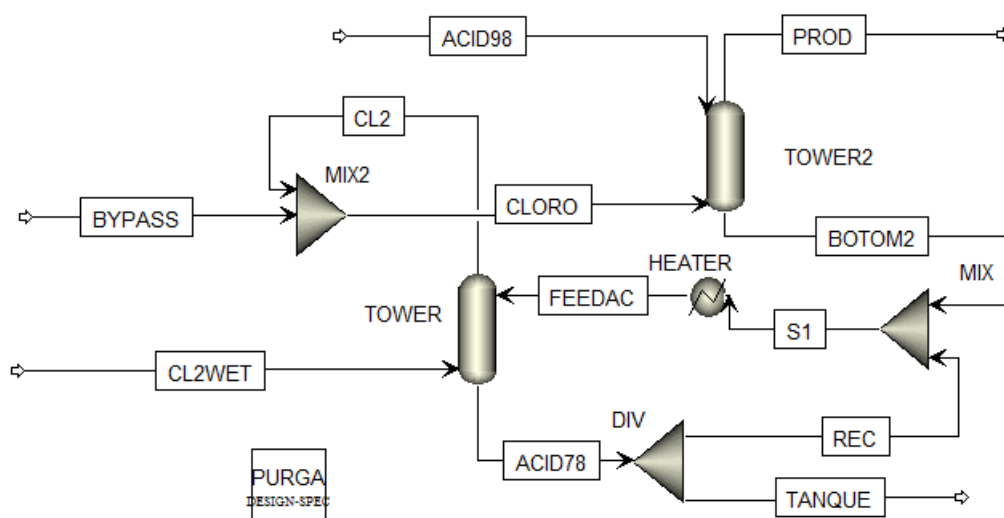 ACID98
PROD
CL2
MIX2
TOWER2
BYPASS
CLORO
BOTOM2
HEATER
MIX
TOWER
FEEDAC
S1
CL2WET
DIV
REC
ACID78
PURGA
DESIGN-SPEC
TANQUE